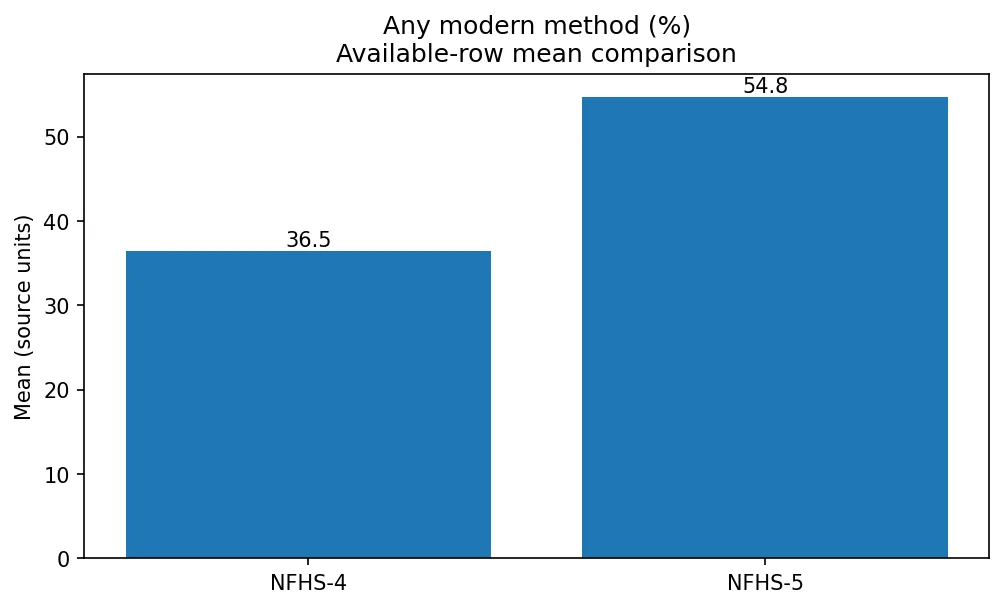 Any modern method (%)
Available-row mean comparison
54.8
36.5
Mean (source units)
50
40
30
20
10
0
NFHS-4
NFHS-5